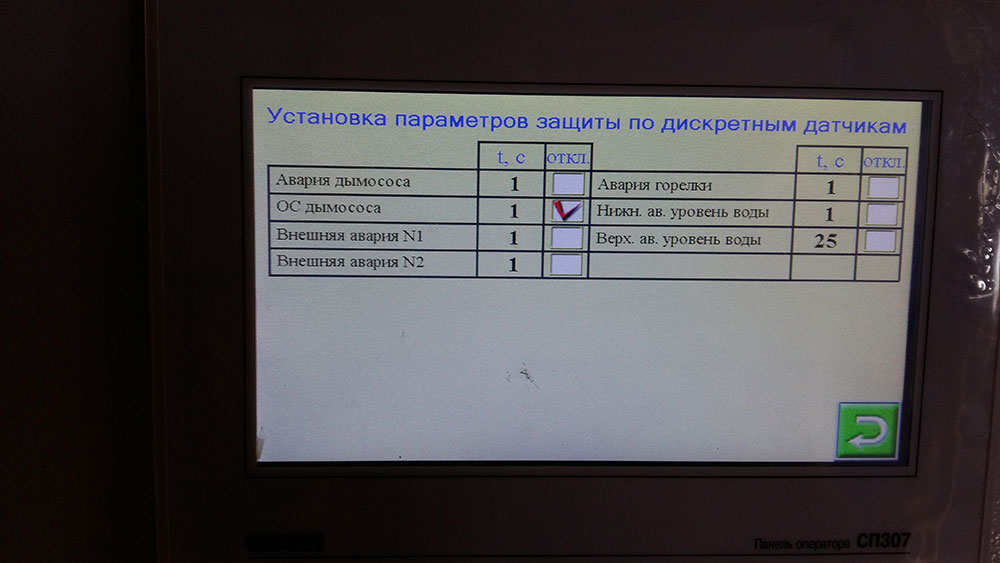 Установка параметров защиты по дискретным датчикам
t, с откл. t, с откл.
Авария дымососа 1 Авария горелки 1
ОС дымососа 1 Нижн. ав. уровень воды 1
Внешняя авария N1 1 Верх. ав. уровень воды 25
Внешняя авария N2 1
Панель оператора СП307